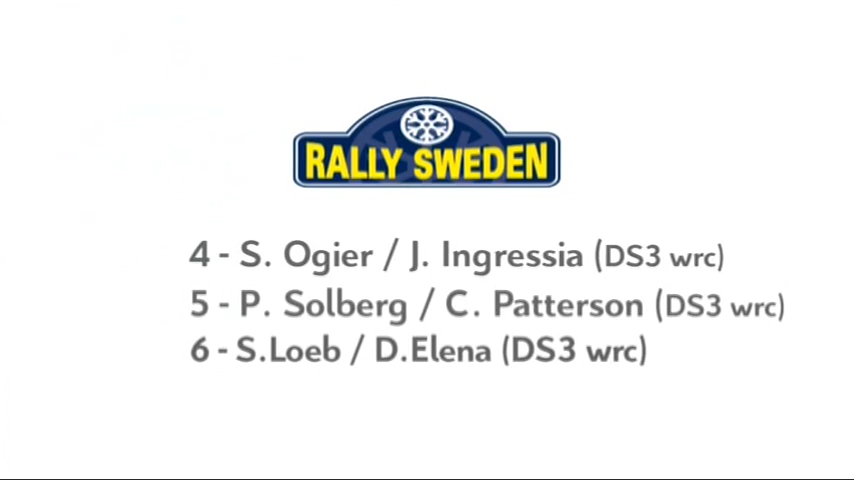 RALLY SWEDEN
4 - S. Ogier / J. Ingressia (DS3 wrc)
5 - P. Solberg / C. Patterson (DS3 wrc)
6 - S.Loeb / D.Elena (DS3 wrc)